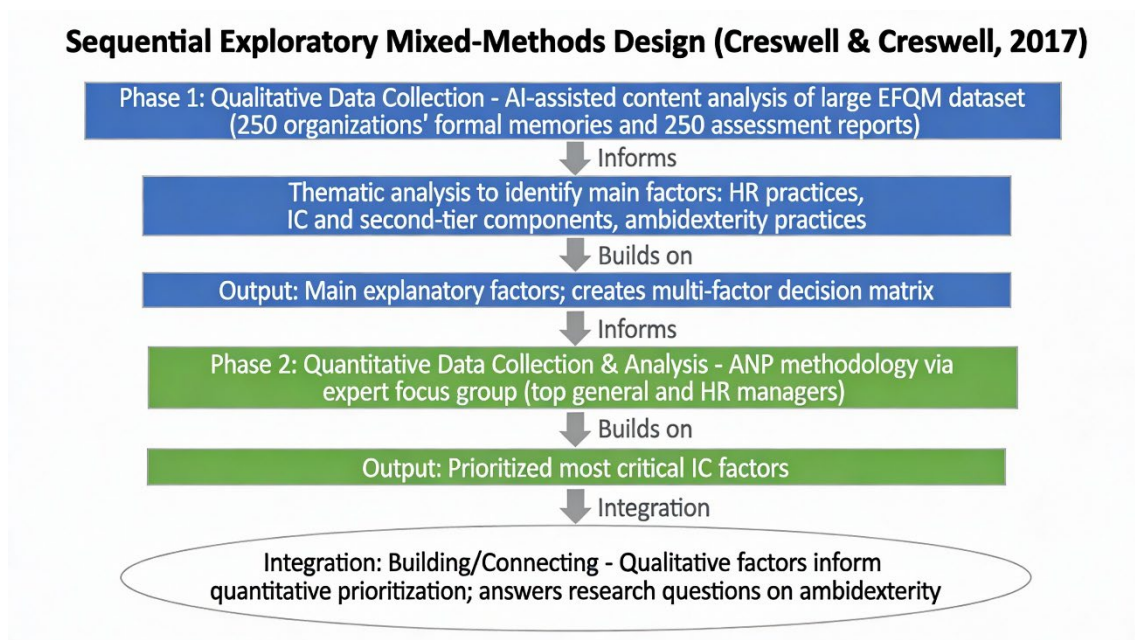 Sequential Exploratory Mixed-Methods Design (Creswell & Creswell, 2017)
Phase 1: Qualitative Data Collection - AI-assisted content analysis of large EFQM dataset
(250 organizations' formal memories and 250 assessment reports)
Informs
Thematic analysis to identify main factors: HR practices,
IC and second-tier components, ambidexterity practices
Builds on
Output: Main explanatory factors; creates multi-factor decision matrix
Informs
Phase 2: Quantitative Data Collection & Analysis - ANP methodology via
expert focus group (top general and HR managers)
Builds on
Output: Prioritized most critical IC factors
Integration
Integration: Building/Connecting - Qualitative factors inform
quantitative prioritization; answers research questions on ambidexterity